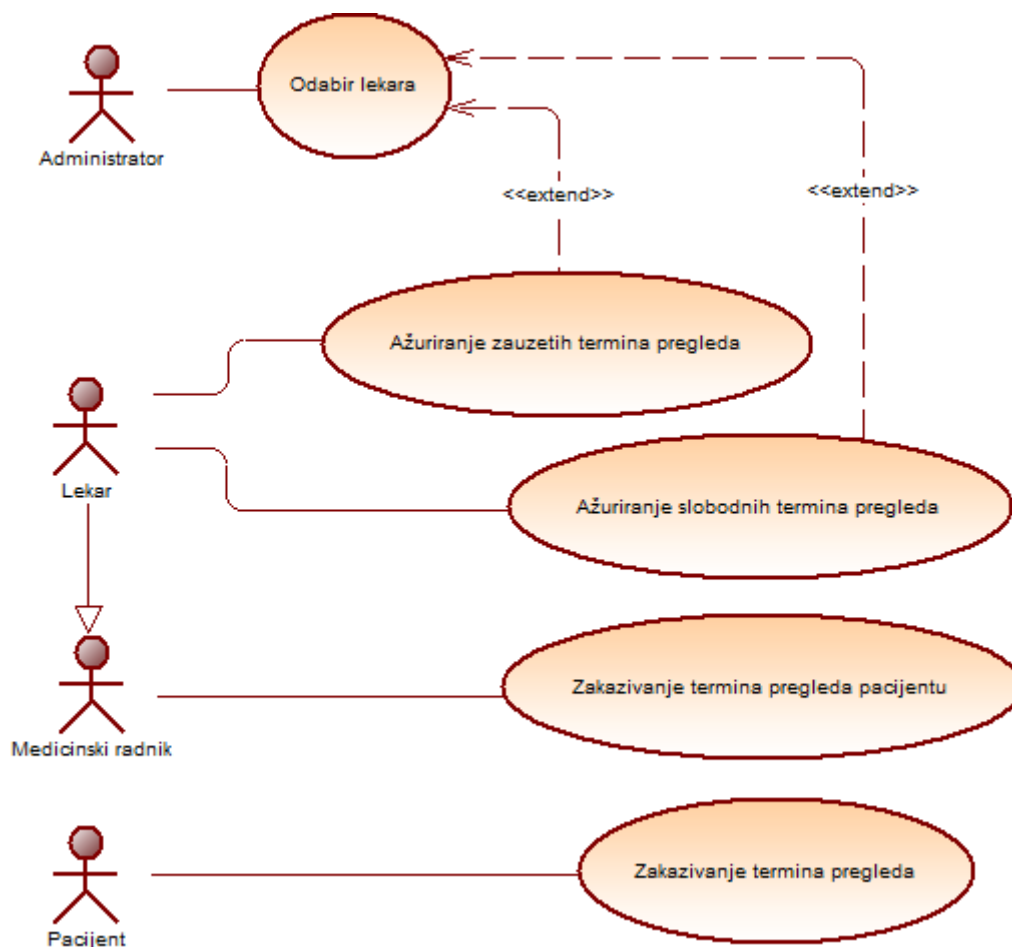 Odabir lekara
Administrator
<<extend>>
<<extend>>
Ažuriranje zauzetih termina pregleda
Lekar
Ažuriranje slobodnih termina pregleda
Zakazivanje termina pregleda pacijentu
Medicinski radnik
Zakazivanje termina pregleda
Pacijent